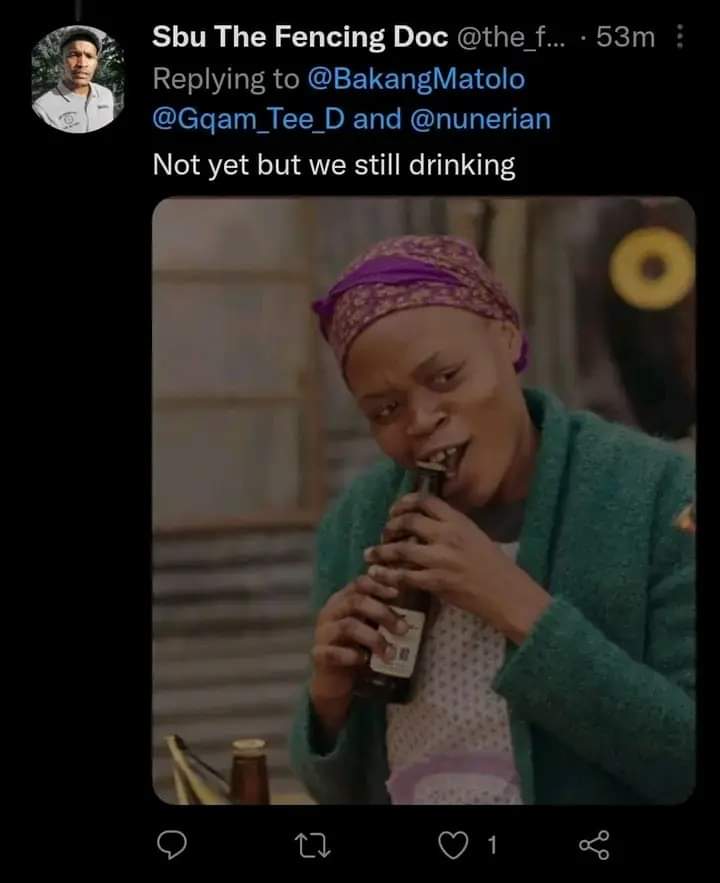 Sbu The Fencing Doc @the_f... · 53m
Replying to @BakangMatolo
@Gqam_Tee_D and @nunerian
Not yet but we still drinking
1